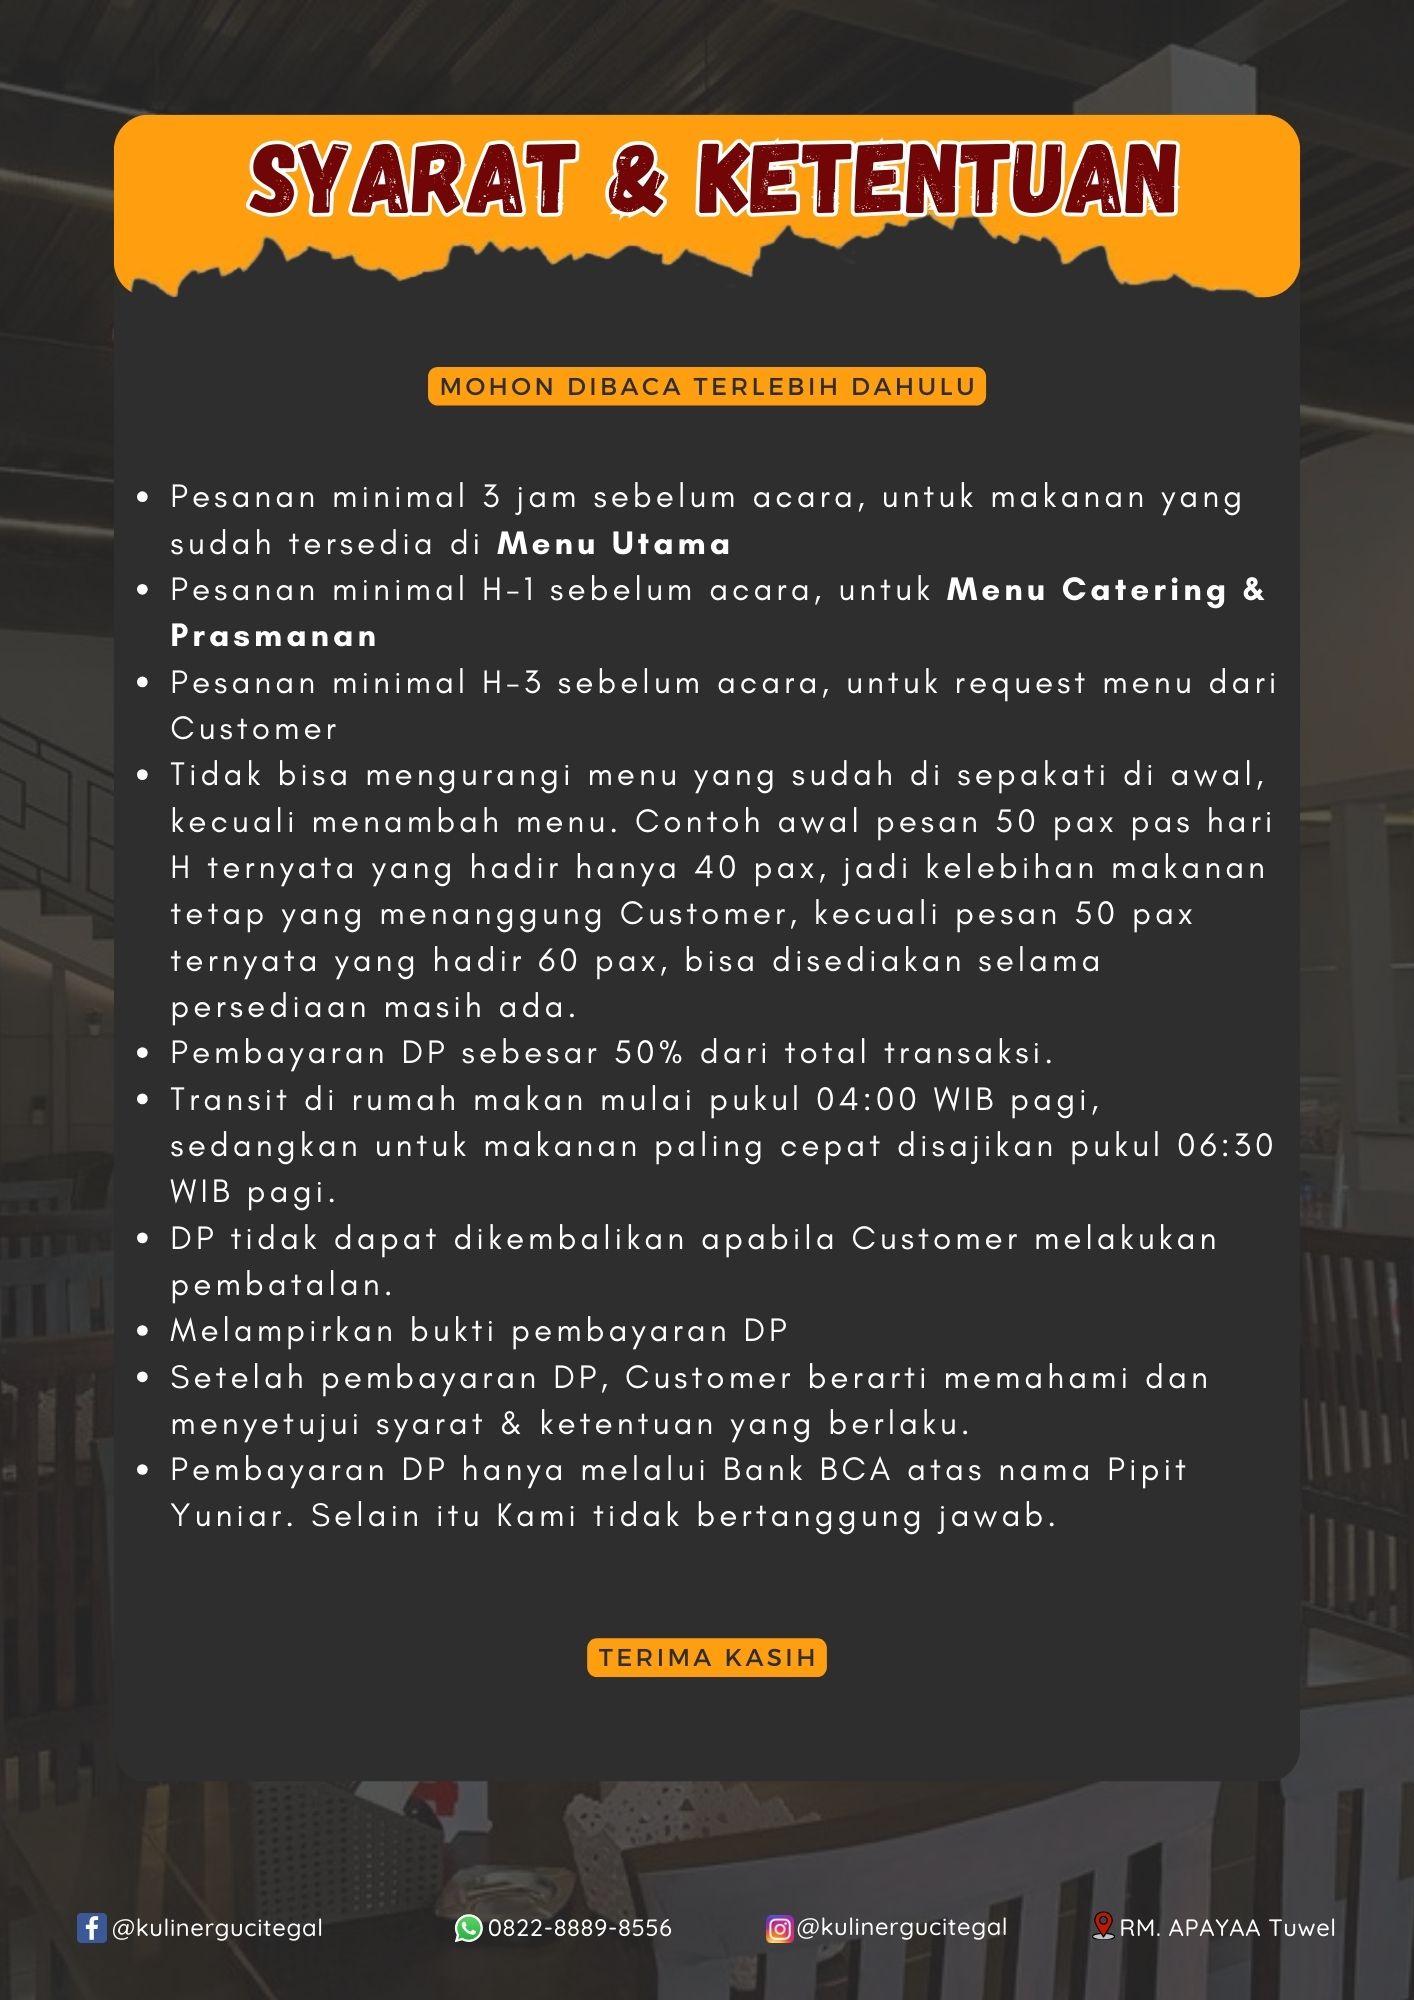 SYARAT & KETENTUAN
MOHON DIBACA TERLEBIH DAHULU
• Pesanan minimal 3 jam sebelum acara, untuk makanan yang
sudah tersedia di Menu Utama
• Pesanan minimal H-1 sebelum acara, untuk Menu Catering &
Prasmanan
• Pesanan minimal H-3 sebelum acara, untuk request menu dari
Customer
• Tidak bisa mengurangi menu yang sudah di sepakati di awal,
kecuali menambah menu. Contoh awal pesan 50 pax pas hari
H ternyata yang hadir hanya 40 pax, jadi kelebihan makanan
tetap yang menanggung Customer, kecuali pesan 50 pax
ternyata yang hadir 60 pax, bisa disediakan selama
persediaan masih ada.
• Pembayaran DP sebesar 50% dari total transaksi.
• Transit di rumah makan mulai pukul 04:00 WIB pagi,
sedangkan untuk makanan paling cepat disajikan pukul 06:30
WIB pagi.
• DP tidak dapat dikembalikan apabila Customer melakukan
pembatalan.
• Melampirkan bukti pembayaran DP
• Setelah pembayaran DP, Customer berarti memahami dan
menyetujui syarat & ketentuan yang berlaku.
• Pembayaran DP hanya melalui Bank BCA atas nama Pipit
Yuniar. Selain itu Kami tidak bertanggung jawab.
TERIMA KASIH
@kulinergucitegal 0822-8889-8556 @kulinergucitegal RM. APAYAA Tuwel